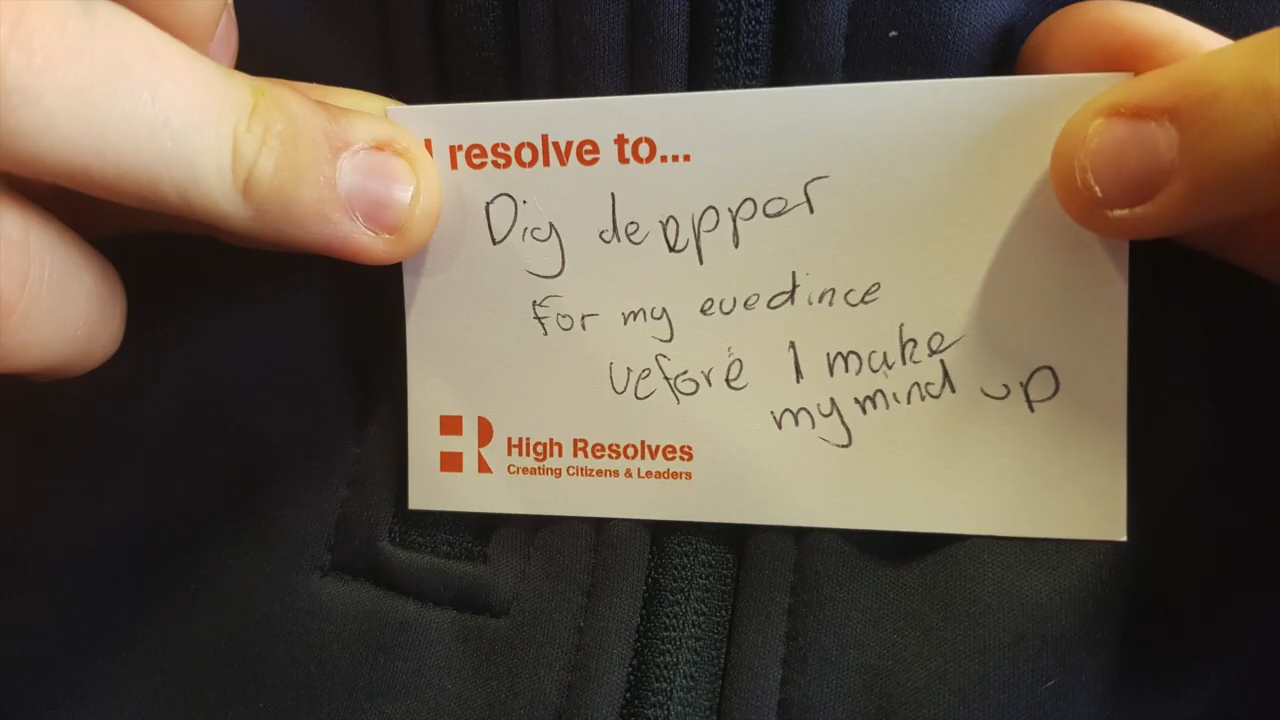 I resolve to...
Dig deepper
For my evedince
vefore I make
my mind up
High Resolves
Creating Citizens & Leaders